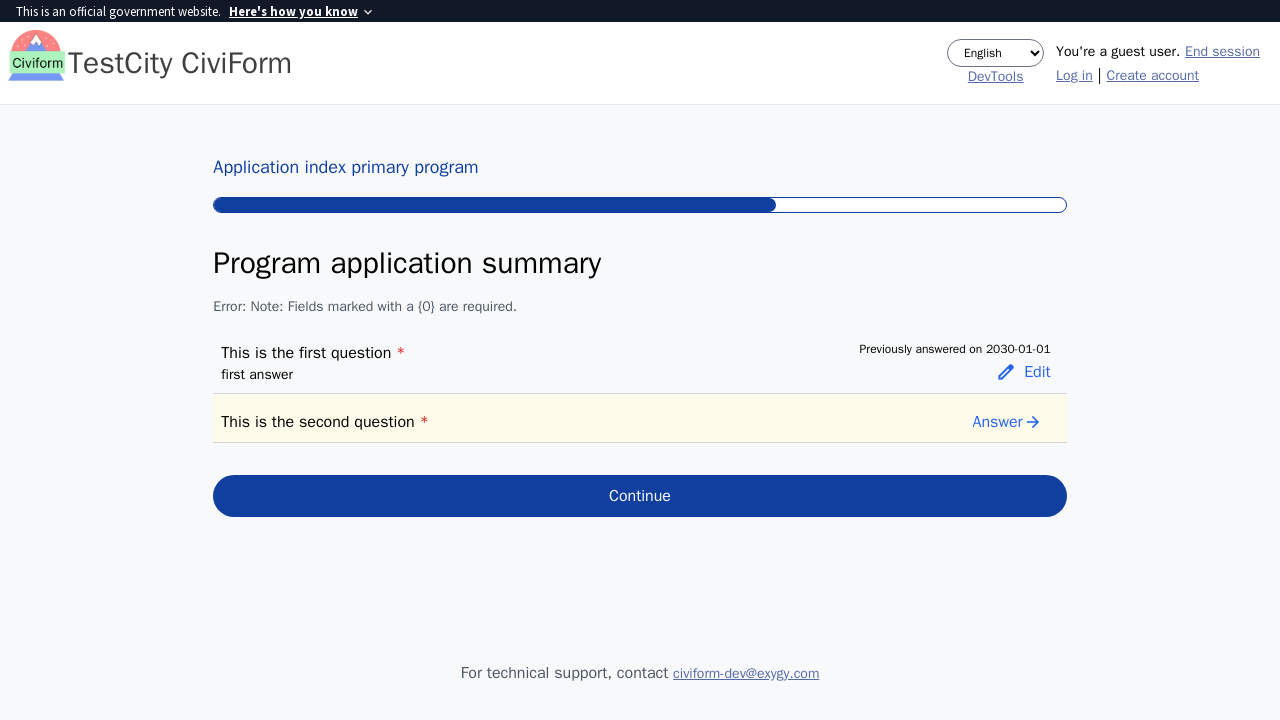 This is an official government website. Here's how you know
Civiform
TestCity CiviForm
English
DevTools
You're a guest user. End session
Log in | Create account
Application index primary program
Program application summary
Error: Note: Fields marked with a {0} are required.
This is the first question *
first answer
Previously answered on 2030-01-01
Edit
This is the second question *
Answer
Continue
For technical support, contact civiform-dev@exygy.com